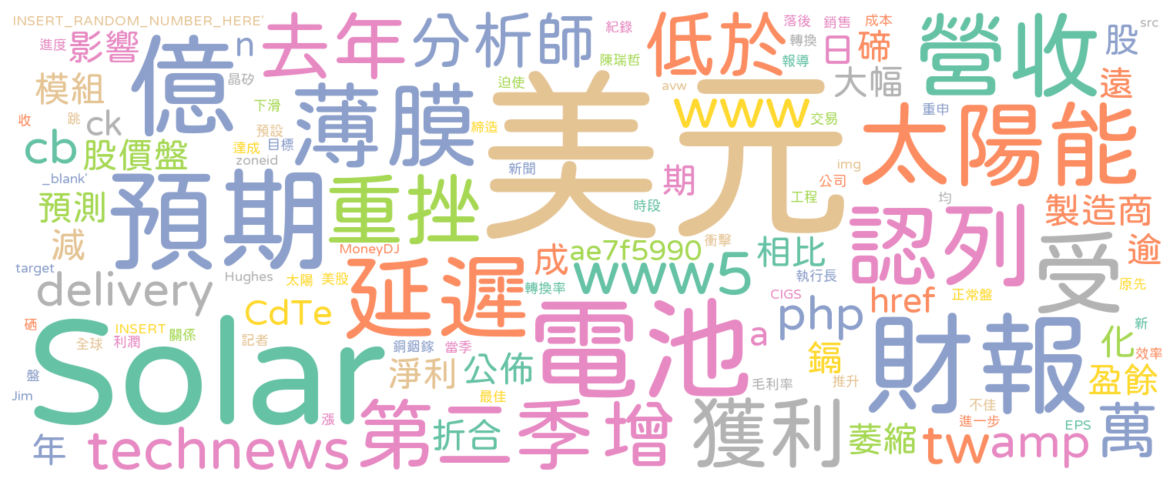 INSERT_RANDOM_NUMBER_HERE'
進度
影響
億
n
去年
分析師
紀錄
陳瑞哲
低於
落後
轉換
報導
銷售
日
成本
碲
營收
股
src
遠
模組
晶矽
下滑
預設
薄膜
迫使
締造
美元
avw
www
大幅
交易
重申
太陽能
收
跳
ck
cb
股價盤
達成
目標
zoneid
新聞
期
時段
img
公司
工程
均
_blank'
預測
預期
重挫
認列
製造商
減
target
MoneyDJ
Hughes
太陽
美股
延遲
成
ae7f5990
衝擊
www5
轉換率
相比
執行長
CIGS
php
href
正常盤
受
逾
原先
delivery
CdTe
硒
INSERT
利潤
關係
全球
記者
Solar
銅銦鎵
當季
電池
a
鎘
財報
化
新
效率
盈餘
盤
Jim
淨利
公佈
最佳
毛利率
推升
不佳
進一步
EPS
萬
年
technews
漲
第二季增
折合
獲利
萎縮
tw
amp